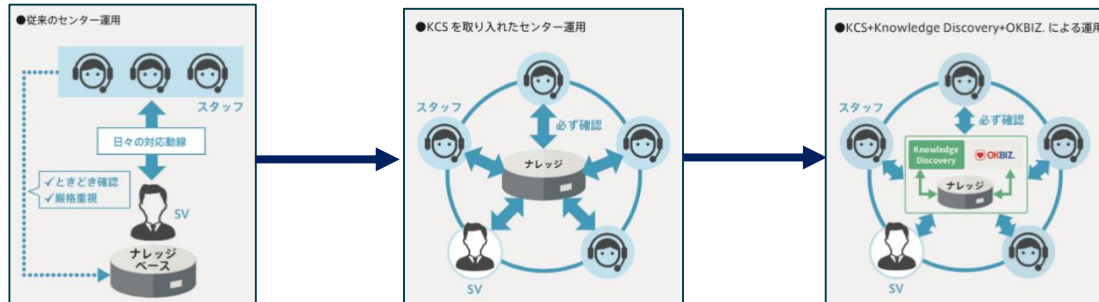 ●従来のセンター運用
スタッフ
日々の対応動線
✓ときどき確認
✓厳格重視
SV
ナレッジ
ベース
●KCSを取り入れたセンター運用
スタッフ
必ず確認
ナレッジ
SV
●KCS+Knowledge Discovery+OKBIZ. による運用
スタッフ
必ず確認
Knowledge
Discovery
OKBIZ.
ナレッジ
SV